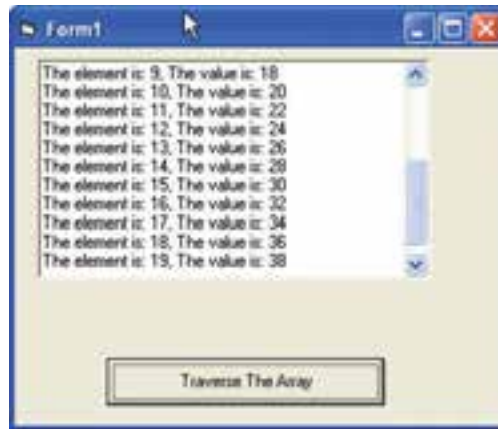 Form1
The element is: 9, The value is: 18
The element is: 10, The value is: 20
The element is: 11, The value is: 22
The element is: 12, The value is: 24
The element is: 13, The value is: 26
The element is: 14, The value is: 28
The element is: 15, The value is: 30
The element is: 16, The value is: 32
The element is: 17, The value is: 34
The element is: 18, The value is: 36
The element is: 19, The value is: 38
Traverse The Array